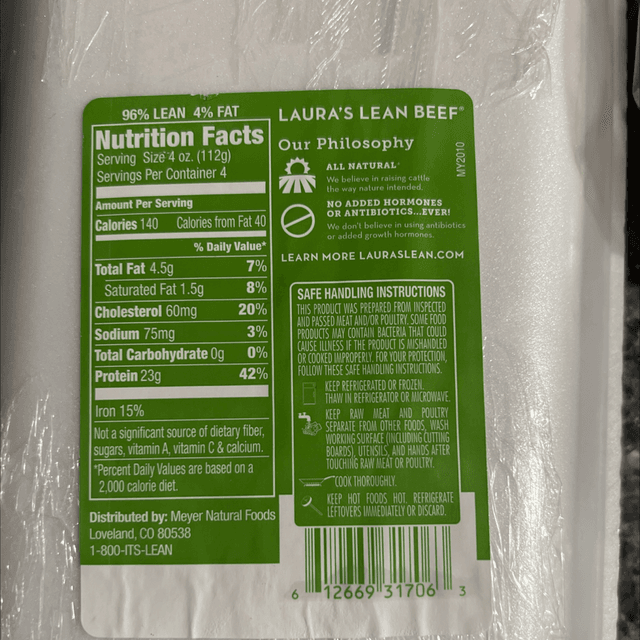 96% LEAN 4% FAT
Nutrition Facts
Serving Size 4 oz. (112g)
Servings Per Container 4
Amount Per Serving
Calories 140 Calories from Fat 40
% Daily Value*
Total Fat 4.5g 7%
Saturated Fat 1.5g 8%
Cholesterol 60mg 20%
Sodium 75mg 3%
Total Carbohydrate 0g 0%
Protein 23g 42%
Iron 15%
Not a significant source of dietary fiber,
sugars, vitamin A, vitamin C & calcium.
*Percent Daily Values are based on a
2,000 calorie diet.
Distributed by: Meyer Natural Foods
Loveland, CO 80538
1-800-ITS-LEAN
LAURA'S LEAN BEEF®
Our Philosophy
ALL NATURAL*
We believe in raising cattle
the way nature intended.
NO ADDED HORMONES
OR ANTIBIOTICS...EVER!
We don't believe in using antibiotics
or added growth hormones.
LEARN MORE LAURASLEAN.COM
MY2010
SAFE HANDLING INSTRUCTIONS
THIS PRODUCT WAS PREPARED FROM INSPECTED
AND PASSED MEAT AND/OR POULTRY. SOME FOOD
PRODUCTS MAY CONTAIN BACTERIA THAT COULD
CAUSE ILLNESS IF THE PRODUCT IS MISHANDLED
OR COOKED IMPROPERLY. FOR YOUR PROTECTION,
FOLLOW THESE SAFE HANDLING INSTRUCTIONS.
KEEP REFRIGERATED OR FROZEN.
THAW IN REFRIGERATOR OR MICROWAVE.
KEEP RAW MEAT AND POULTRY
SEPARATE FROM OTHER FOODS. WASH
WORKING SURFACE (INCLUDING CUTTING
BOARDS), UTENSILS, AND HANDS AFTER
TOUCHING RAW MEAT OR POULTRY.
COOK THOROUGHLY.
KEEP HOT FOODS HOT. REFRIGERATE
LEFTOVERS IMMEDIATELY OR DISCARD.
6 12669 31706 3